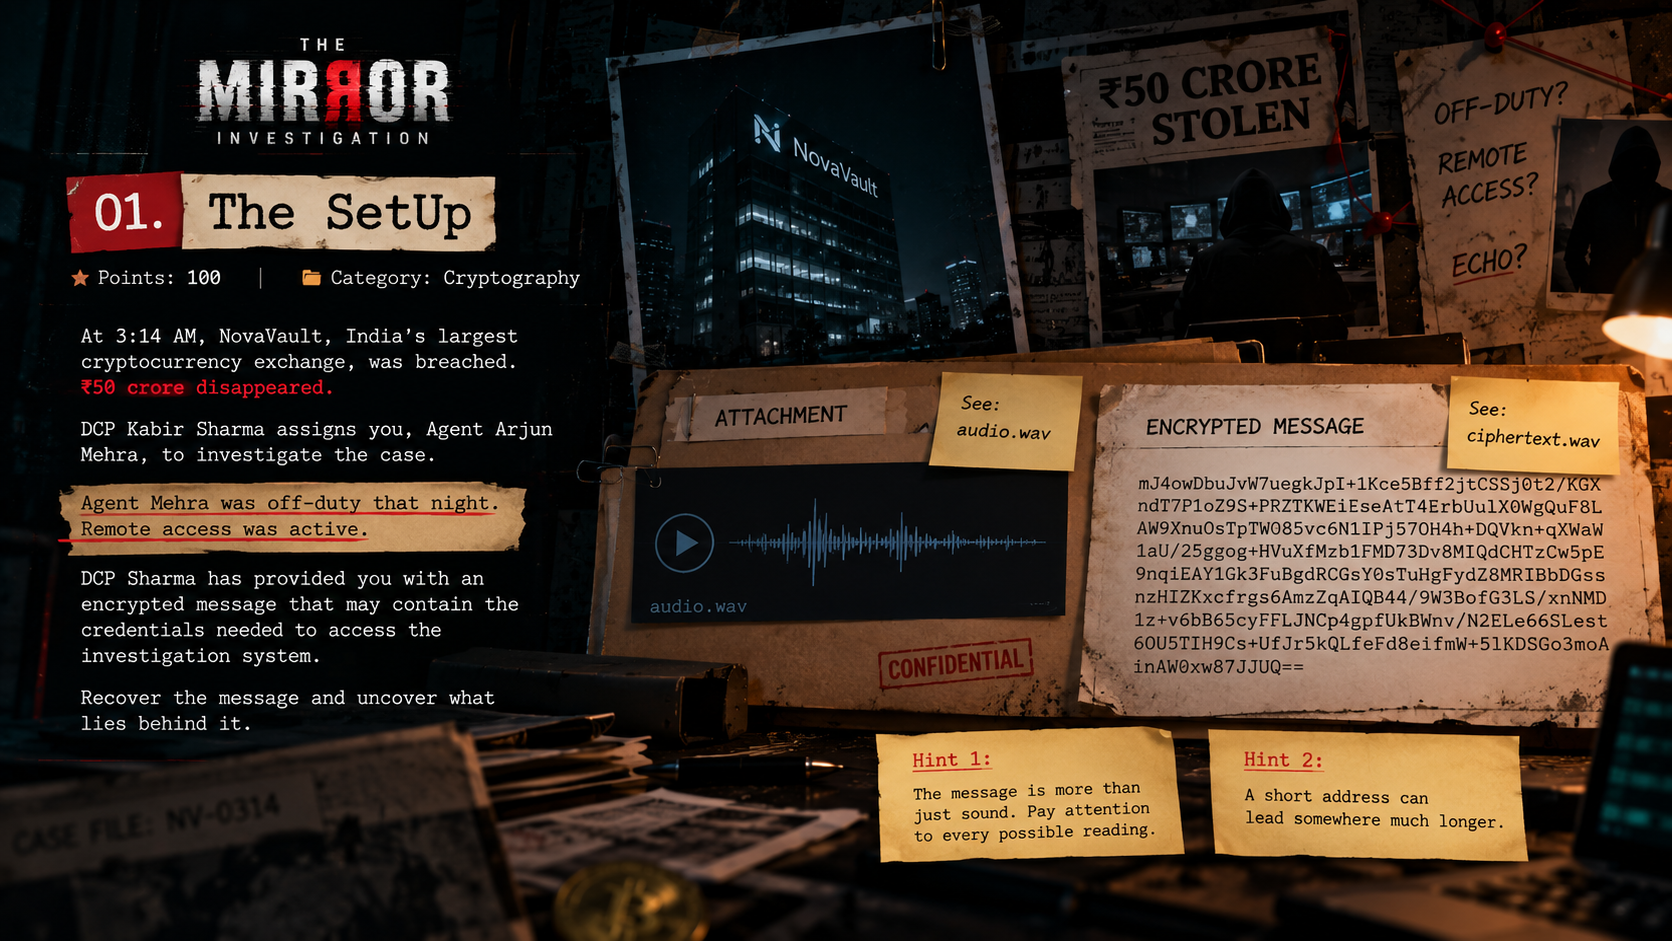 THE
MIRROR
INVESTIGATION
01. The SetUp
Points: 100 | Category: Cryptography
At 3:14 AM, NovaVault, India's largest
cryptocurrency exchange, was breached.
₹50 crore disappeared.
DCP Kabir Sharma assigns you, Agent Arjun
Mehra, to investigate the case.
Agent Mehra was off-duty that night.
Remote access was active.
DCP Sharma has provided you with an
encrypted message that may contain the
credentials needed to access the
investigation system.
Recover the message and uncover what
lies behind it.
CASE FILE: NV-0314
NovaVault
₹50 CRORE
STOLEN
OFF-DUTY?
REMOTE
ACCESS?
ECHO?
ATTACHMENT
See:
audio.wav
audio.wav
CONFIDENTIAL
ENCRYPTED MESSAGE
See:
ciphertext.wav
mJ4owDbuJvW7uegkJpI+1Kce5Bff2jtCSSj0t2/KGX
ndT7P1oZ9S+PRZTKWEiEseAtT4ErbUulX0WgQuF8L
AW9XnuOsTpTW085vc6N1IPj57OH4h+DQVkn+qXWaW
1aU/25ggog+HVuXfMzb1FMD73Dv8MIQdCHTzCw5pE
9nqiEAY1Gk3FuBgdRCGsY0sTuHgFydZ8MRIBbDGss
nzHIZKxcfrgs6AmzZqAIQB44/9W3BofG3LS/xnNMD
1z+v6bB65cyFFLJNCp4gpfUkBWnv/N2ELe66SLest
6OU5TIH9Cs+UfJr5kQLfeFd8eifmW+5lKDSGo3moA
inAW0xw87JJUQ==
Hint 1:
The message is more than
just sound. Pay attention
to every possible reading.
Hint 2:
A short address can
lead somewhere much longer.